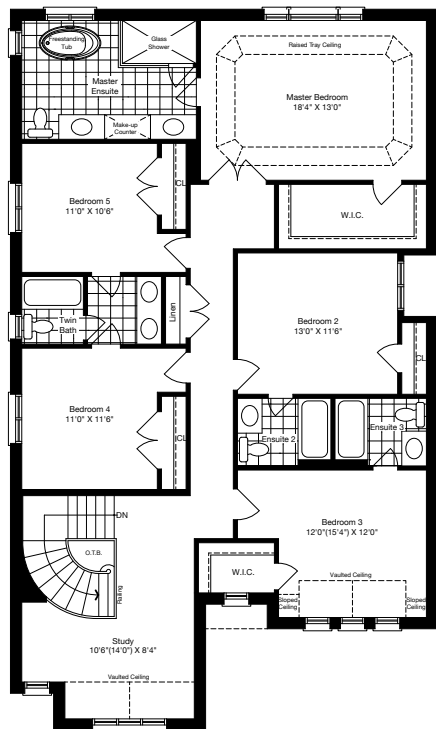 Freestanding
Tub
Glass
Shower
Master
Ensuite
Make-up
Counter
Raised Tray Ceiling
Master Bedroom
18'4" X 13'0"
W.I.C.
Bedroom 5
11'0" X 10'6"
CL
Linen
Twin
Bath
Bedroom 2
13'0" X 11'6"
CL
Bedroom 4
11'0" X 11'6"
CL
Ensuite 2
Ensuite 3
DN
O.T.B.
Railing
Bedroom 3
12'0"(15'4") X 12'0"
W.I.C.
Vaulted Ceiling
Sloped
Ceiling
Sloped
Ceiling
Study
10'6"(14'0") X 8'4"
Vaulted Ceiling